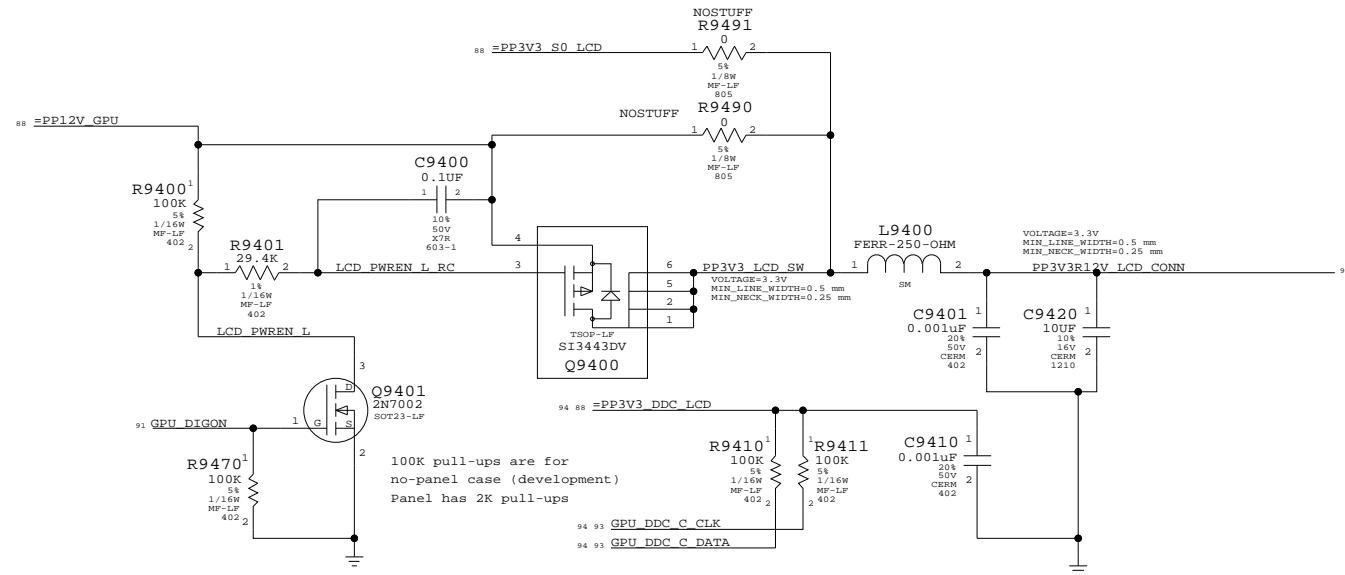 NOSTUFF
R9491
0
88 =PP3V3_S0_LCD
1 2
5%
1/8W
MF-LF
805
NOSTUFF
R9490
0
1 2
5%
1/8W
MF-LF
805
88 =PP12V_GPU
C9400
0.1UF
1 2
10%
50V
X7R
603-1
R9400
1
100K
5%
1/16W
MF-LF
402
2
R9401
29.4K
1 2
1%
1/16W
MF-LF
402
LCD_PWREN_L_RC
4
3
6
5
2
1
TSOP-LF
SI3443DV
Q9400
PP3V3_LCD_SW
VOLTAGE=3.3V
MIN_LINE_WIDTH=0.5 mm
MIN_NECK_WIDTH=0.25 mm
L9400
FERR-250-OHM
1 2
SM
VOLTAGE=3.3V
MIN_LINE_WIDTH=0.5 mm
MIN_NECK_WIDTH=0.25 mm
PP3V3R12V_LCD_CONN
9
C9401
1
0.001uF
20%
50V
CERM
402
2
C9420
1
10UF
10%
16V
CERM
1210
2
LCD_PWREN_L
3
D
Q9401
2N7002
SOT23-LF
G
S
1
2
91 GPU_DIGON
R9470
1
100K
5%
1/16W
MF-LF
402
2
100K pull-ups are for
no-panel case (development)
Panel has 2K pull-ups
94 88 =PP3V3_DDC_LCD
R9410
1
100K
5%
1/16W
MF-LF
402
2
R9411
1
100K
5%
1/16W
MF-LF
402
2
C9410
1
0.001uF
20%
50V
CERM
402
2
94 93 GPU_DDC_C_CLK
94 93 GPU_DDC_C_DATA